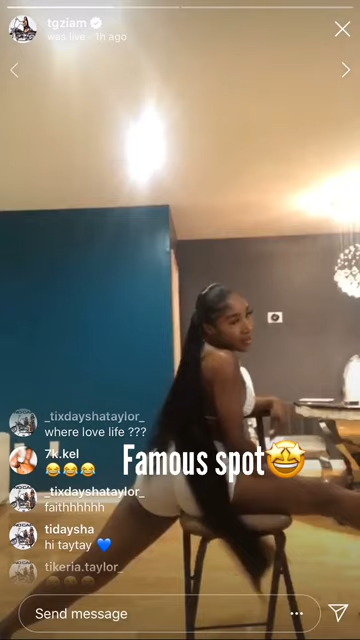 tgziam
was live · 1h ago
_tixdayshataylor_
where love life ???
7k.kel
😂😂😂
Famous spot🤩
_tixdayshataylor_
faithhhhhh
tidaysha
hi taytay 💙
tikeria.taylor_
😂😂😂
Send message